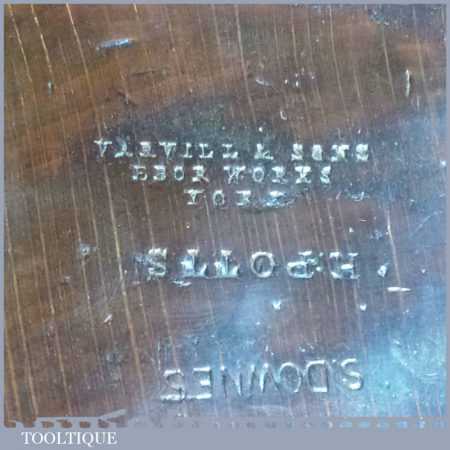 VARVILL & SONS
EBOR WORKS
YORK
H.POTTS
S.DOWNES
TOOLTIQUE